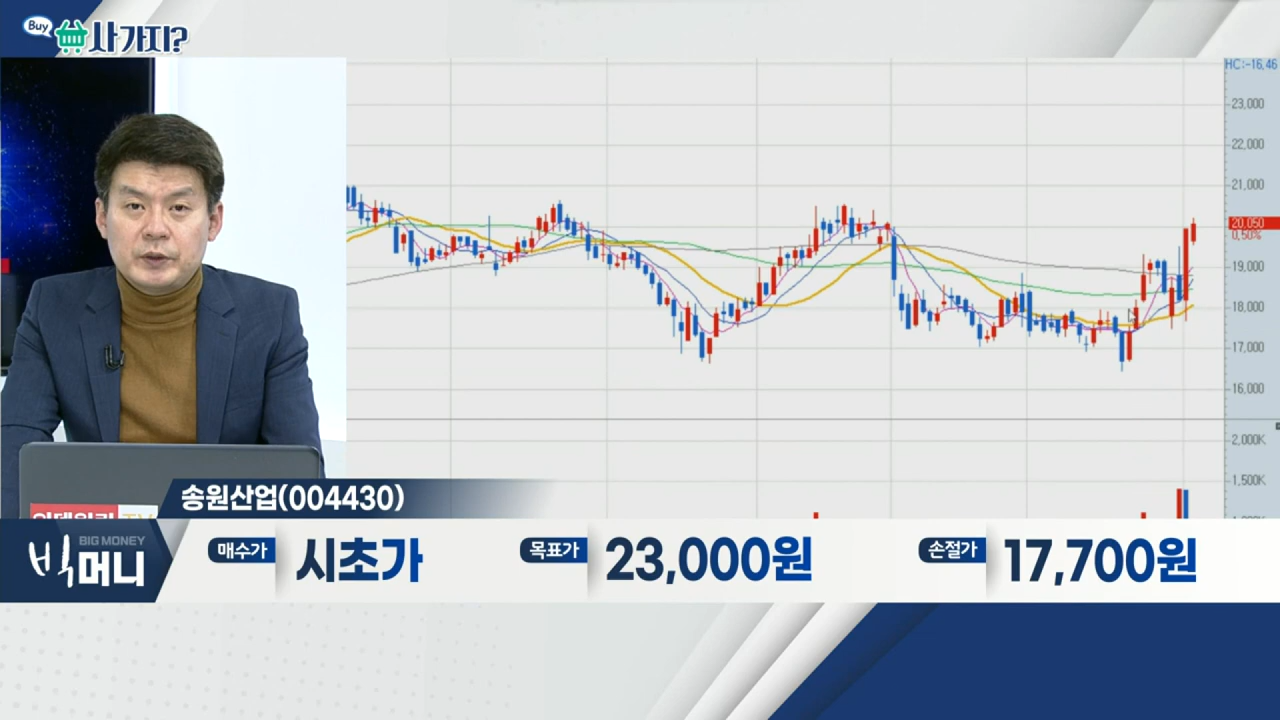 Buy
사가지?
HC:-16,46
23,000
22,000
21,000
20,050
0,50%
19,000
18,000
17,000
16,000
2,000K
1,500K
송원산업(004430)
BIG MONEY
빅머니
매수가
시초가
목표가
23,000원
손절가
17,700원